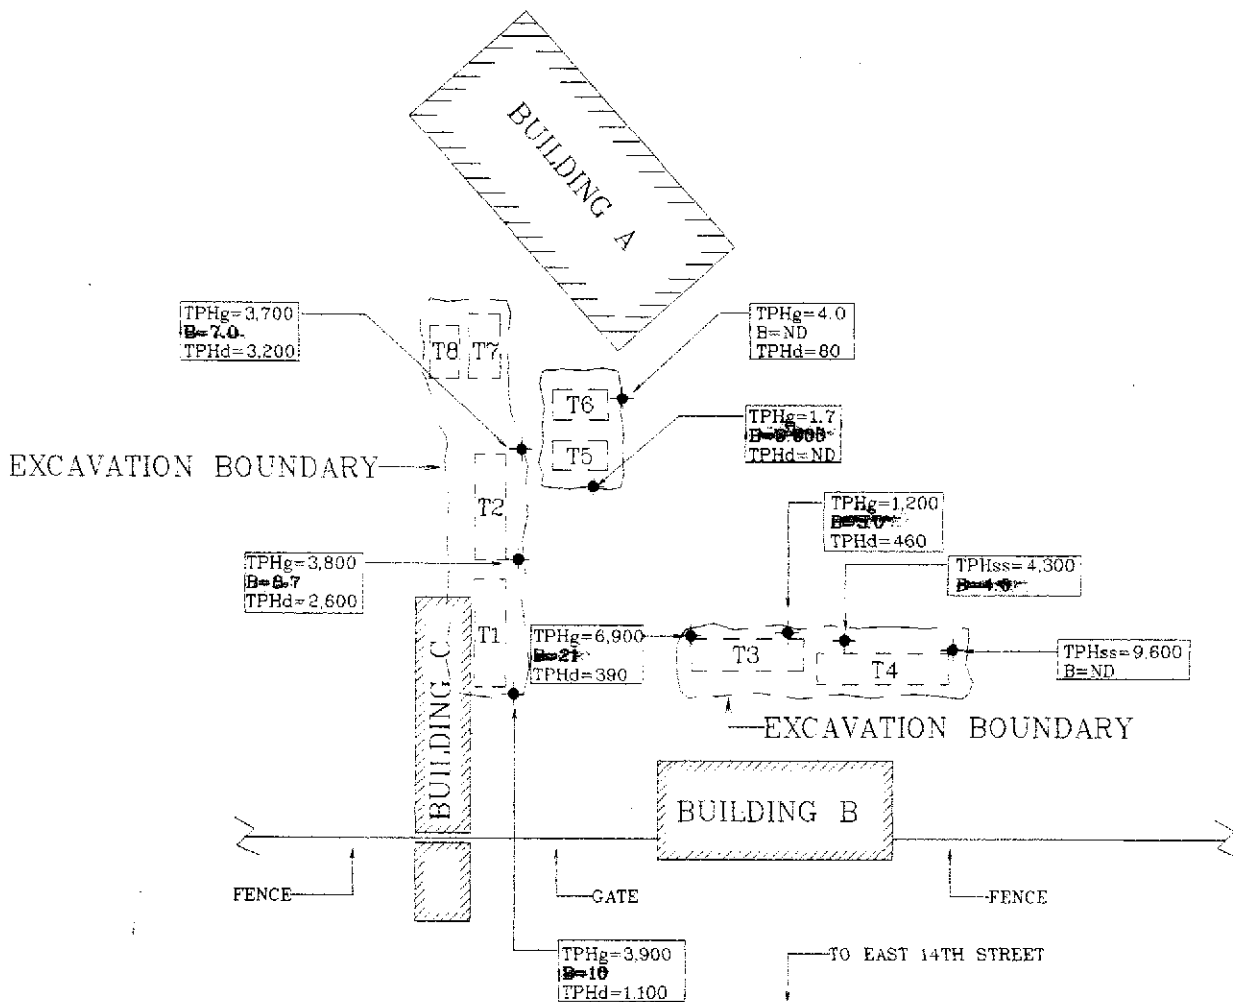 BUILDING A
TPHg=3,700
B=7.0
TPHd=3,200
TPHg=4.0
B=ND
TPHd=80
T8
T7
T6
TPHg=1.7
TPHd=ND
EXCAVATION BOUNDARY
T5
T2
TPHg=1,200
B=5.0
TPHd=460
TPHg=3,800
B=8.7
TPHd=2,600
TPHss=4,300
T1
TPHg=6,900
B=21
TPHd=390
T3
T4
TPHss=9,600
B=ND
BUILDING C
EXCAVATION BOUNDARY
BUILDING B
FENCE
GATE
FENCE
TPHg=3,900
B=10
TPHd=1,100
TO EAST 14TH STREET